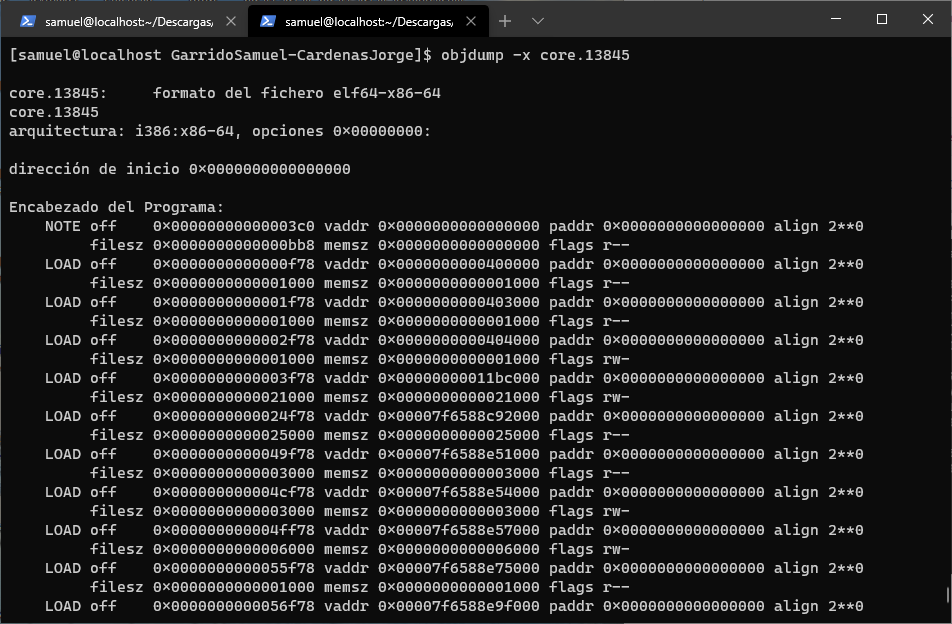 samuel@localhost:~/Descargas/
samuel@localhost:~/Descargas/
[samuel@localhost GarridoSamuel-CardenasJorge]$ objdump -x core.13845

core.13845:     formato del fichero elf64-x86-64
core.13845
arquitectura: i386:x86-64, opciones 0x00000000:

dirección de inicio 0x0000000000000000

Encabezado del Programa:
    NOTE off    0x00000000000003c0 vaddr 0x0000000000000000 paddr 0x0000000000000000 align 2**0
         filesz 0x0000000000000bb8 memsz 0x0000000000000000 flags r--
    LOAD off    0x0000000000000f78 vaddr 0x0000000000400000 paddr 0x0000000000000000 align 2**0
         filesz 0x0000000000001000 memsz 0x0000000000001000 flags r--
    LOAD off    0x0000000000001f78 vaddr 0x0000000000403000 paddr 0x0000000000000000 align 2**0
         filesz 0x0000000000001000 memsz 0x0000000000001000 flags r--
    LOAD off    0x0000000000002f78 vaddr 0x0000000000404000 paddr 0x0000000000000000 align 2**0
         filesz 0x0000000000001000 memsz 0x0000000000001000 flags rw-
    LOAD off    0x0000000000003f78 vaddr 0x00000000011bc000 paddr 0x0000000000000000 align 2**0
         filesz 0x0000000000021000 memsz 0x0000000000021000 flags rw-
    LOAD off    0x0000000000024f78 vaddr 0x00007f6588c92000 paddr 0x0000000000000000 align 2**0
         filesz 0x0000000000025000 memsz 0x0000000000025000 flags r--
    LOAD off    0x0000000000049f78 vaddr 0x00007f6588e51000 paddr 0x0000000000000000 align 2**0
         filesz 0x0000000000003000 memsz 0x0000000000003000 flags r--
    LOAD off    0x000000000004cf78 vaddr 0x00007f6588e54000 paddr 0x0000000000000000 align 2**0
         filesz 0x0000000000003000 memsz 0x0000000000003000 flags rw-
    LOAD off    0x000000000004ff78 vaddr 0x00007f6588e57000 paddr 0x0000000000000000 align 2**0
         filesz 0x0000000000006000 memsz 0x0000000000006000 flags rw-
    LOAD off    0x0000000000055f78 vaddr 0x00007f6588e75000 paddr 0x0000000000000000 align 2**0
         filesz 0x0000000000001000 memsz 0x0000000000001000 flags r--
    LOAD off    0x0000000000056f78 vaddr 0x00007f6588e9f000 paddr 0x0000000000000000 align 2**0